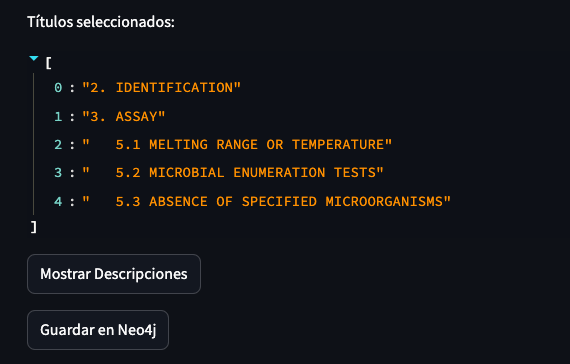 Títulos seleccionados:
[
0 : "2. IDENTIFICATION"
1 : "3. ASSAY"
2 : "   5.1 MELTING RANGE OR TEMPERATURE"
3 : "   5.2 MICROBIAL ENUMERATION TESTS"
4 : "   5.3 ABSENCE OF SPECIFIED MICROORGANISMS"
]
Mostrar Descripciones
Guardar en Neo4j